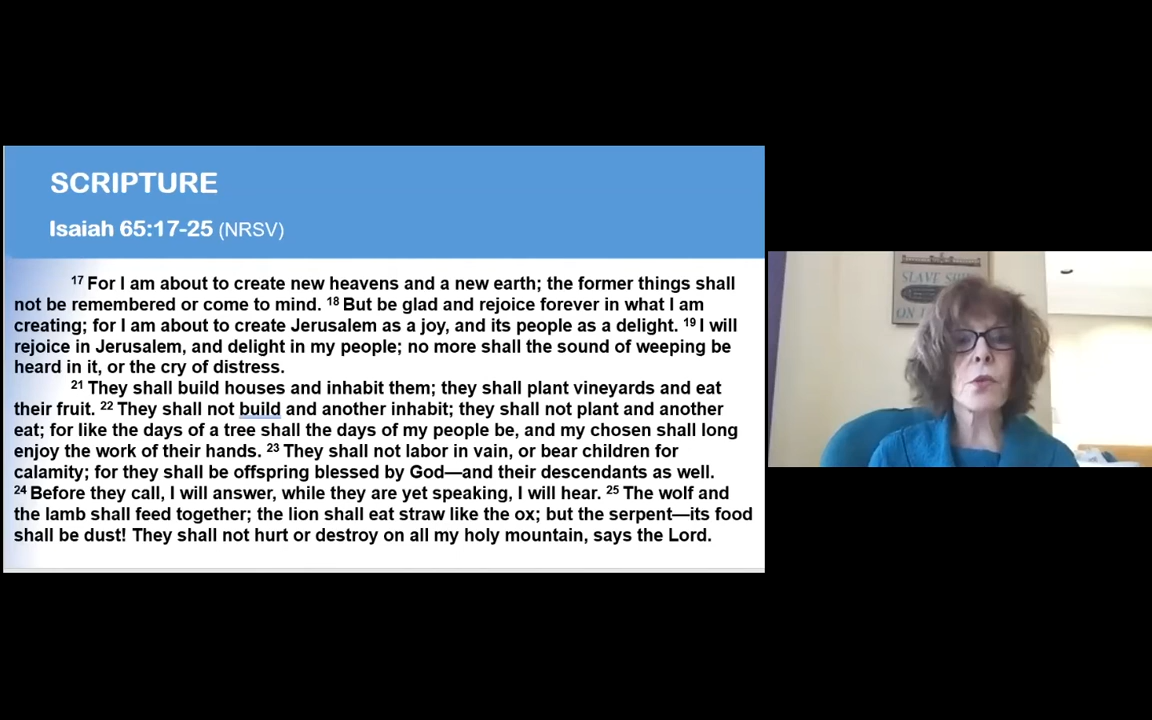 SCRIPTURE
Isaiah 65:17-25 (NRSV)
17 For I am about to create new heavens and a new earth; the former things shall
not be remembered or come to mind. 18 But be glad and rejoice forever in what I am
creating; for I am about to create Jerusalem as a joy, and its people as a delight. 19 I will
rejoice in Jerusalem, and delight in my people; no more shall the sound of weeping be
heard in it, or the cry of distress.
21 They shall build houses and inhabit them; they shall plant vineyards and eat
their fruit. 22 They shall not build and another inhabit; they shall not plant and another
eat; for like the days of a tree shall the days of my people be, and my chosen shall long
enjoy the work of their hands. 23 They shall not labor in vain, or bear children for
calamity; for they shall be offspring blessed by God—and their descendants as well.
24 Before they call, I will answer, while they are yet speaking, I will hear. 25 The wolf and
the lamb shall feed together; the lion shall eat straw like the ox; but the serpent—its food
shall be dust! They shall not hurt or destroy on all my holy mountain, says the Lord.
SLAVE
ON